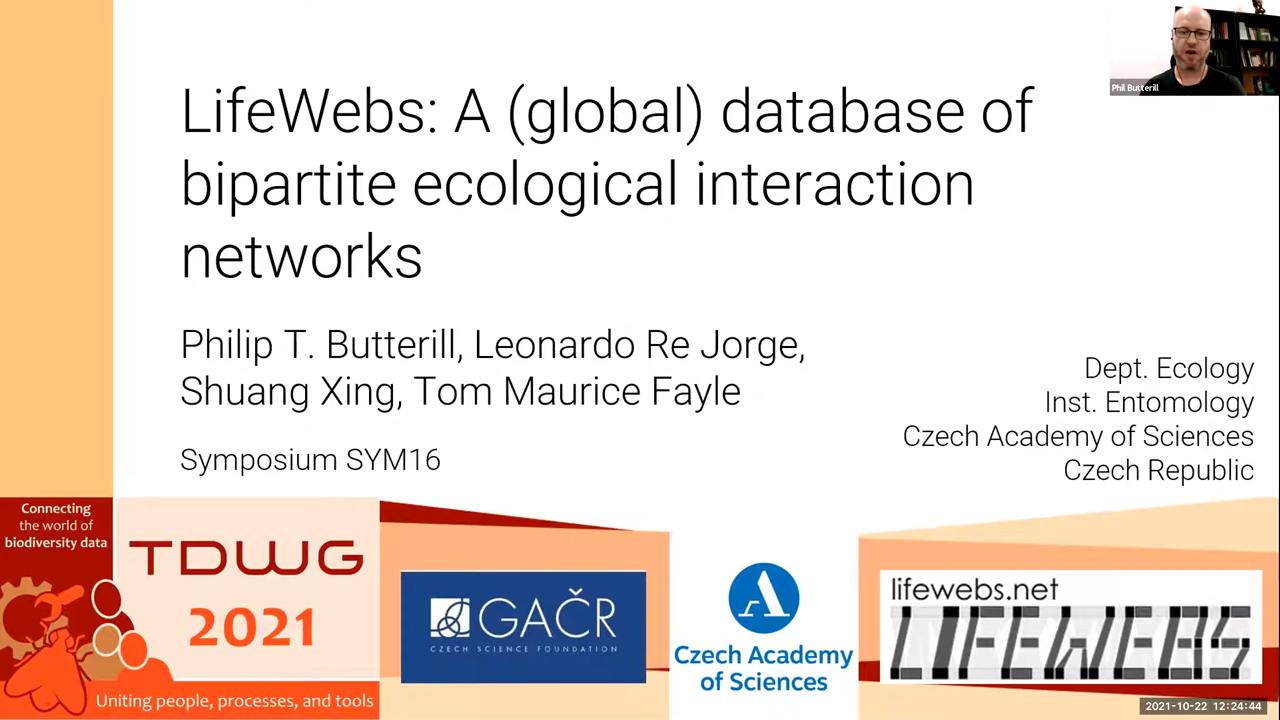 LifeWebs: A (global) database of
bipartite ecological interaction
networks
Phil Butterill
Philip T. Butterill, Leonardo Re Jorge,
Shuang Xing, Tom Maurice Fayle
Symposium SYM16
Dept. Ecology
Inst. Entomology
Czech Academy of Sciences
Czech Republic
Connecting
the world of
biodiversity data
TDWG
2021
Uniting people, processes, and tools
GAČR
CZECH SCIENCE FOUNDATION
Czech Academy
of Sciences
lifewebs.net
LIFEWEBS
2021-10-22 12:24:44